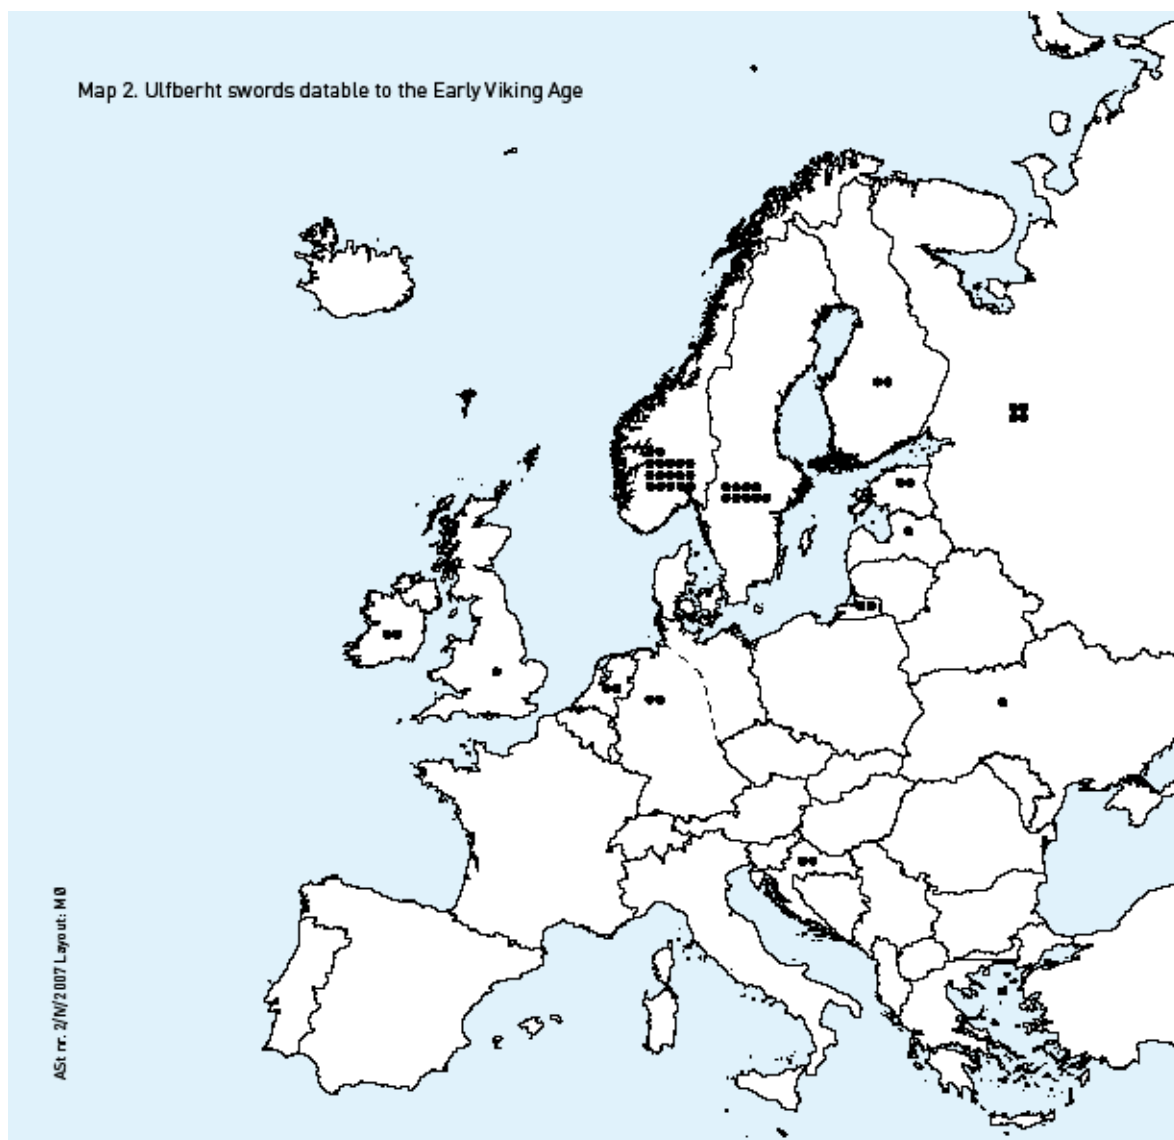 Map 2. Ulfberht swords datable to the Early Viking Age
ASt nr. 2/N/2007 Layout: MØ